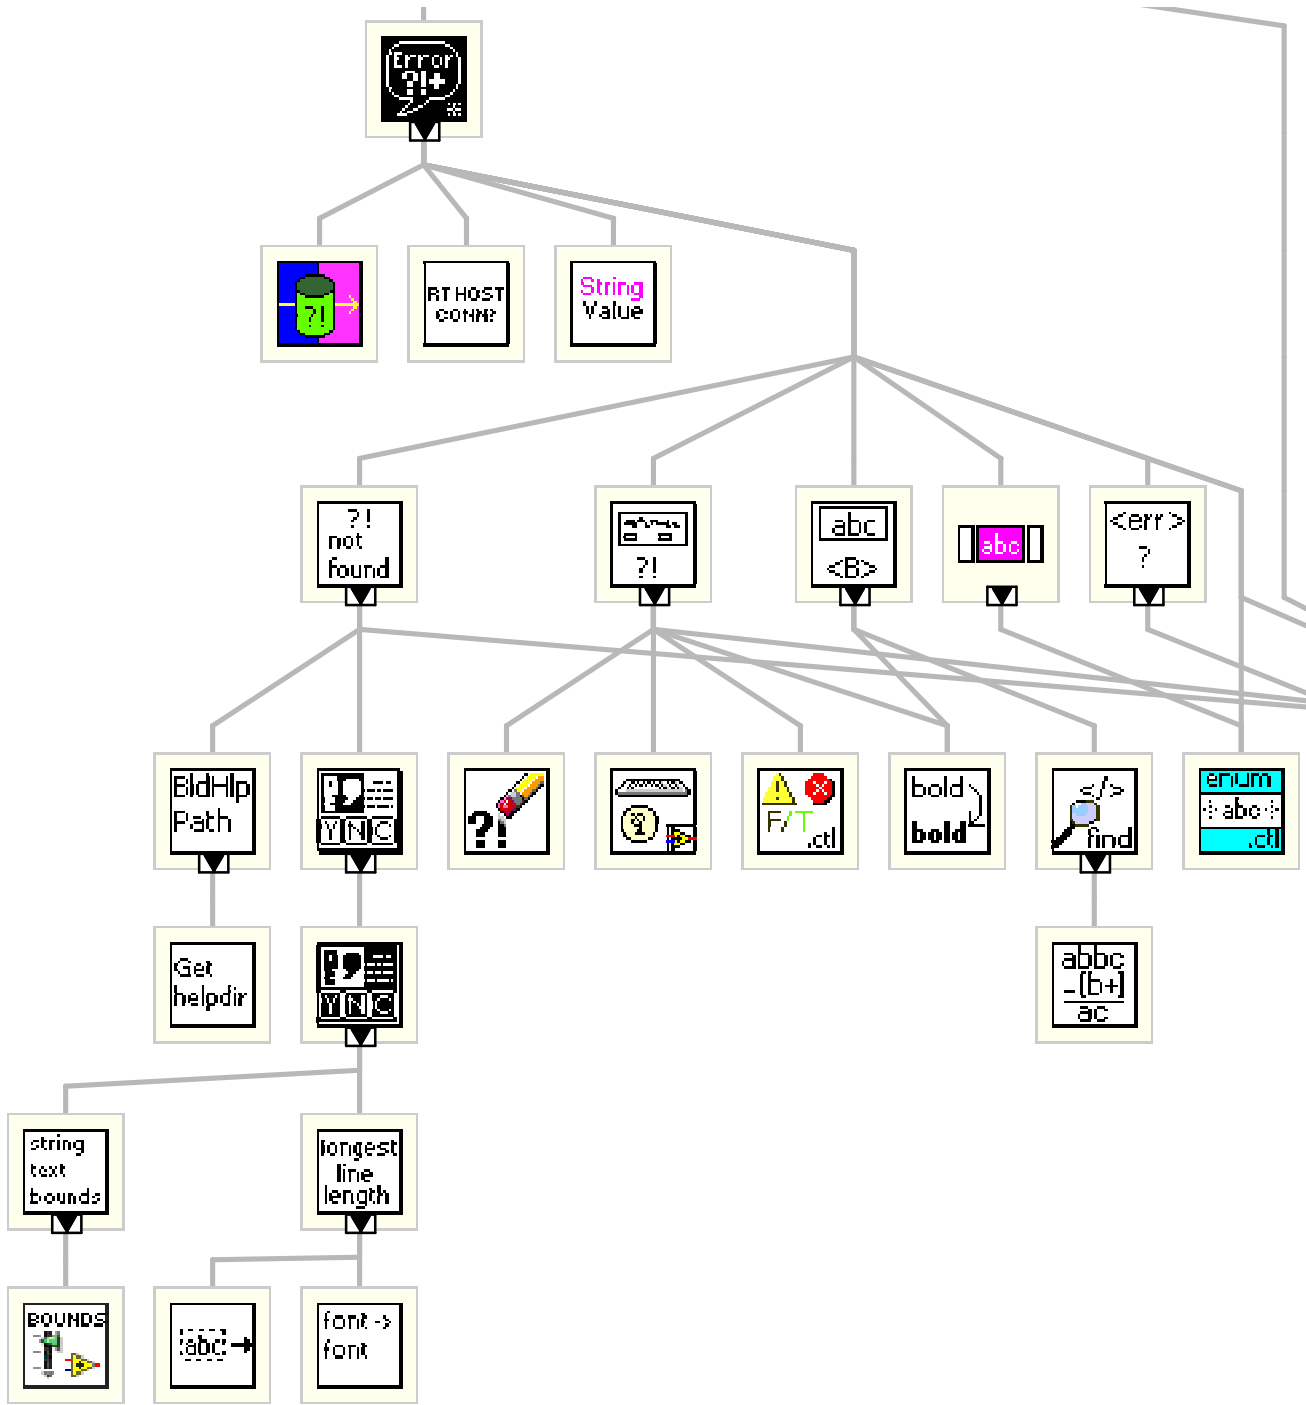 Error
?!+
?!
RT HOST
CONN?
String
Value
?!
not
found
?!
abc
<B>
abc
<err>
?
BldHlp
Path
Y N C
?!
F/T
.ctl
bold
bold
</>
find
enum
abc
.ctl
Get
helpdir
Y N C
abbc
-[b+]
ac
string
text
bounds
longest
line
length
BOUNDS
abc
font ->
font